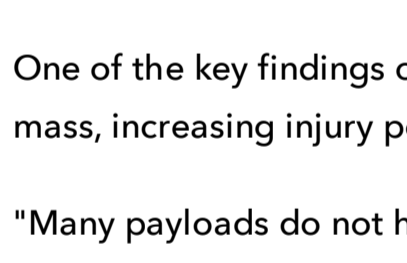 One of the key findings
mass, increasing injury
"Many payloads do not